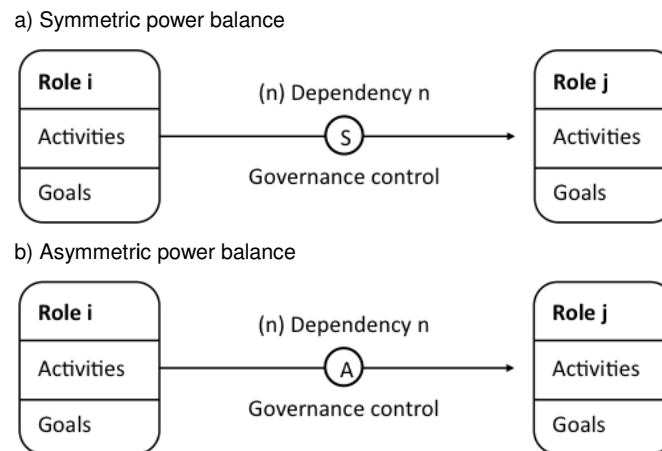 a) Symmetric power balance
Role i
Activities
Goals
(n) Dependency n
S
Governance control
Role j
Activities
Goals
b) Asymmetric power balance
Role i
Activities
Goals
(n) Dependency n
A
Governance control
Role j
Activities
Goals